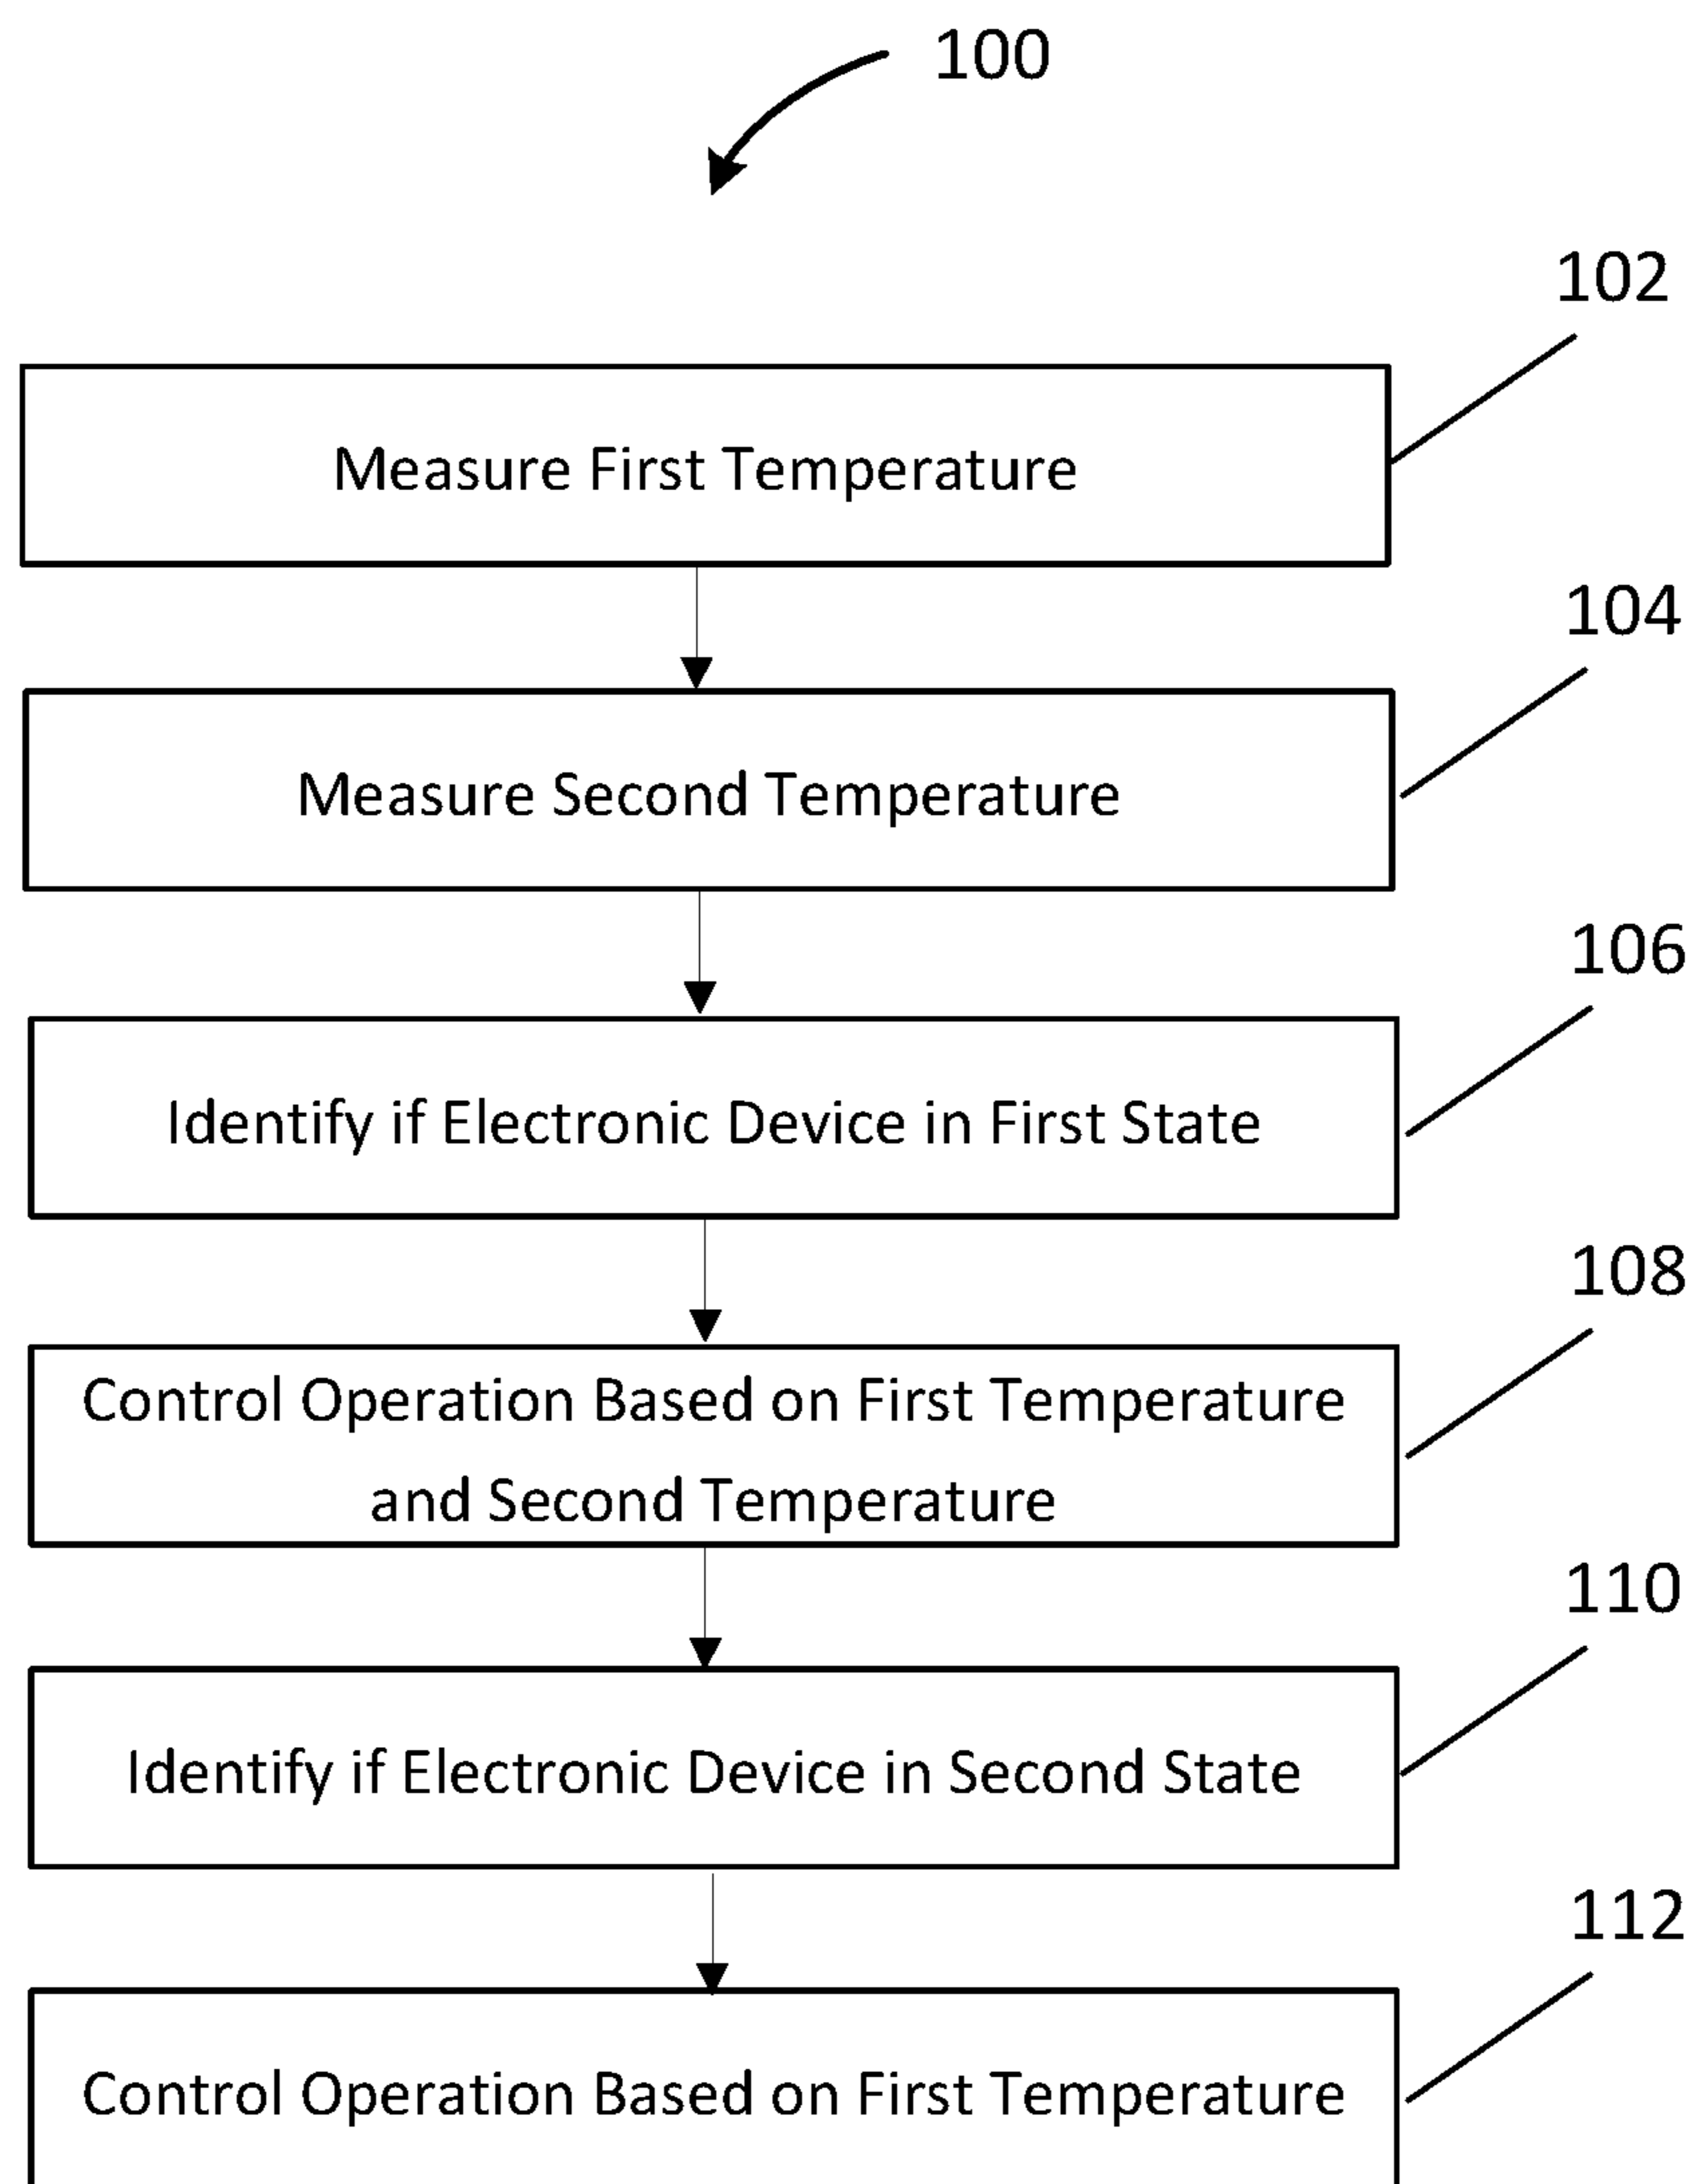 100
102
Measure First Temperature
104
Measure Second Temperature
106
Identify if Electronic Device in First State
108
Control Operation Based on First Temperature
and Second Temperature
110
Identify if Electronic Device in Second State
112
Control Operation Based on First Temperature